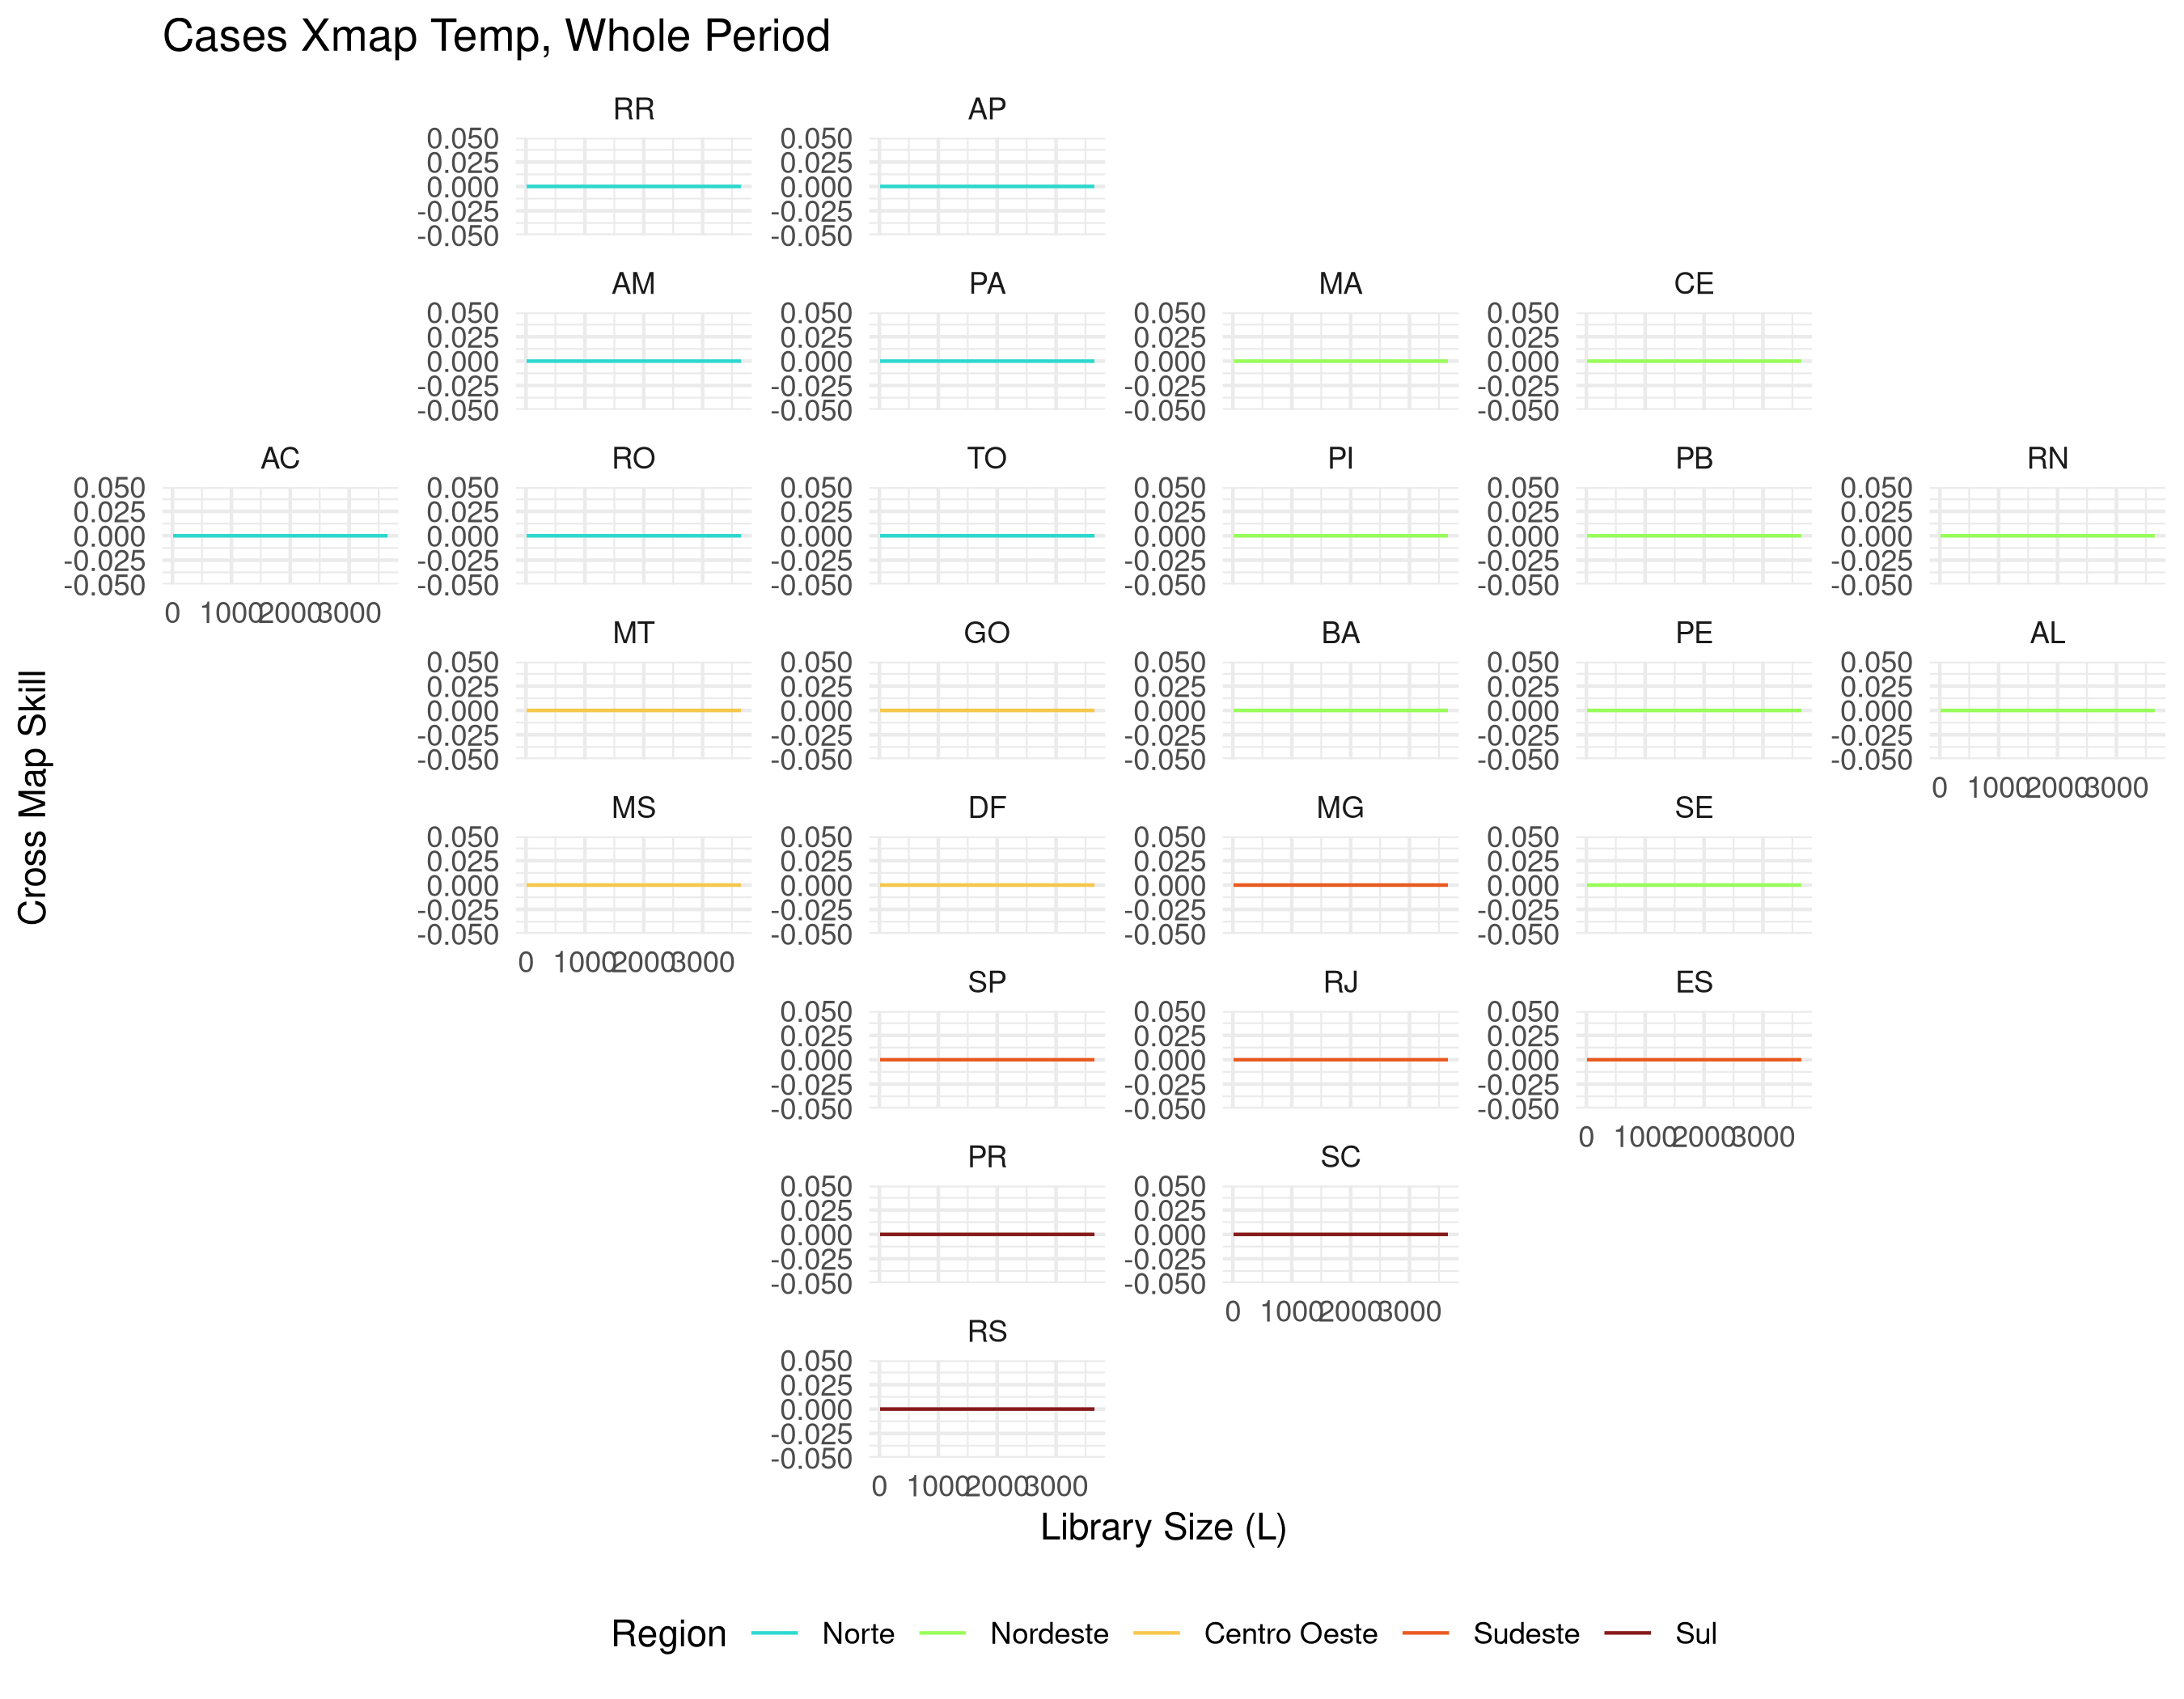 Cases Xmap Temp, Whole Period
RR AP
0.050 0.050
0.025 0.025
0.000 0.000
-0.025 -0.025
-0.050 -0.050
AM PA MA CE
0.050 0.050 0.050 0.050
0.025 0.025 0.025 0.025
0.000 0.000 0.000 0.000
-0.025 -0.025 -0.025 -0.025
-0.050 -0.050 -0.050 -0.050
AC RO TO PI PB RN
0.050 0.050 0.050 0.050 0.050 0.050
0.025 0.025 0.025 0.025 0.025 0.025
0.000 0.000 0.000 0.000 0.000 0.000
-0.025 -0.025 -0.025 -0.025 -0.025 -0.025
-0.050 -0.050 -0.050 -0.050 -0.050 -0.050
0 1000 2000 3000
MT GO BA PE AL
0.050 0.050 0.050 0.050 0.050
0.025 0.025 0.025 0.025 0.025
0.000 0.000 0.000 0.000 0.000
-0.025 -0.025 -0.025 -0.025 -0.025
-0.050 -0.050 -0.050 -0.050 -0.050
0 1000 2000 3000
Cross Map Skill
MS DF MG SE
0.050 0.050 0.050 0.050
0.025 0.025 0.025 0.025
0.000 0.000 0.000 0.000
-0.025 -0.025 -0.025 -0.025
-0.050 -0.050 -0.050 -0.050
0 1000 2000 3000
SP RJ ES
0.050 0.050 0.050
0.025 0.025 0.025
0.000 0.000 0.000
-0.025 -0.025 -0.025
-0.050 -0.050 -0.050
0 1000 2000 3000
PR SC
0.050 0.050
0.025 0.025
0.000 0.000
-0.025 -0.025
-0.050 -0.050
0 1000 2000 3000
RS
0.050
0.025
0.000
-0.025
-0.050
0 1000 2000 3000
Library Size (L)
Region Norte Nordeste Centro Oeste Sudeste Sul